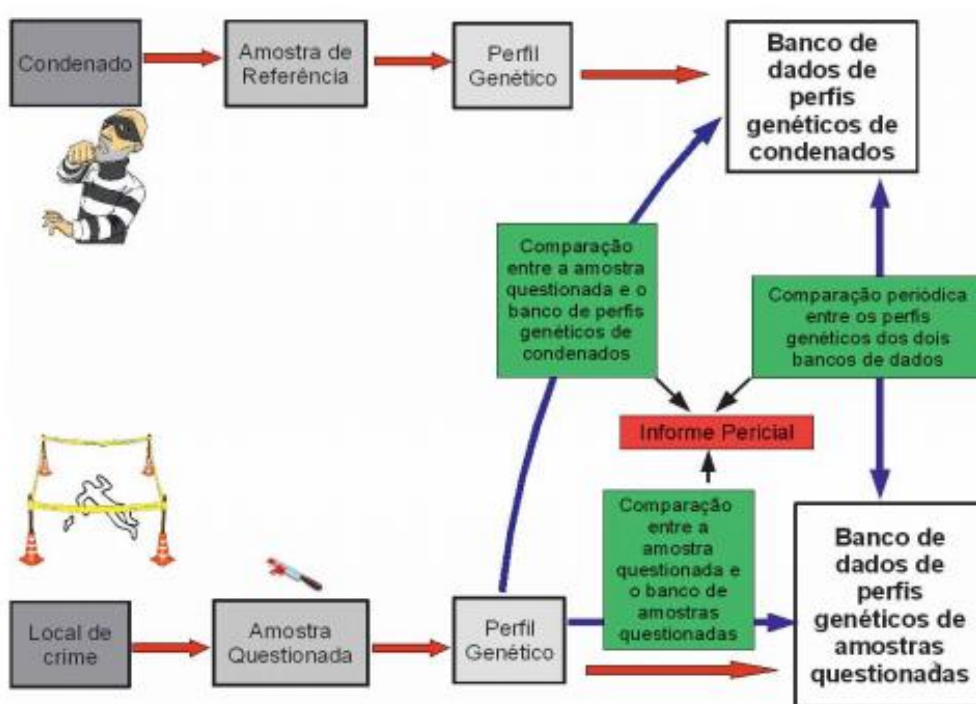 Condenado
Amostra de
Referência
Perfil
Genético
Banco de
dados de
perfis
genéticos de
condenados
Comparação
entre a amostra
questionada e o
banco de perfis
genéticos de
condenados
Comparação periódica
entre os perfis
genéticos dos dois
bancos de dados
Informe Pericial
Comparação
entre a
amostra
questionada e
o banco de
amostras
questionadas
Local de
crime
Amostra
Questionada
Perfil
Genético
Banco de
dados de
perfis
genéticos de
amostras
questionadas